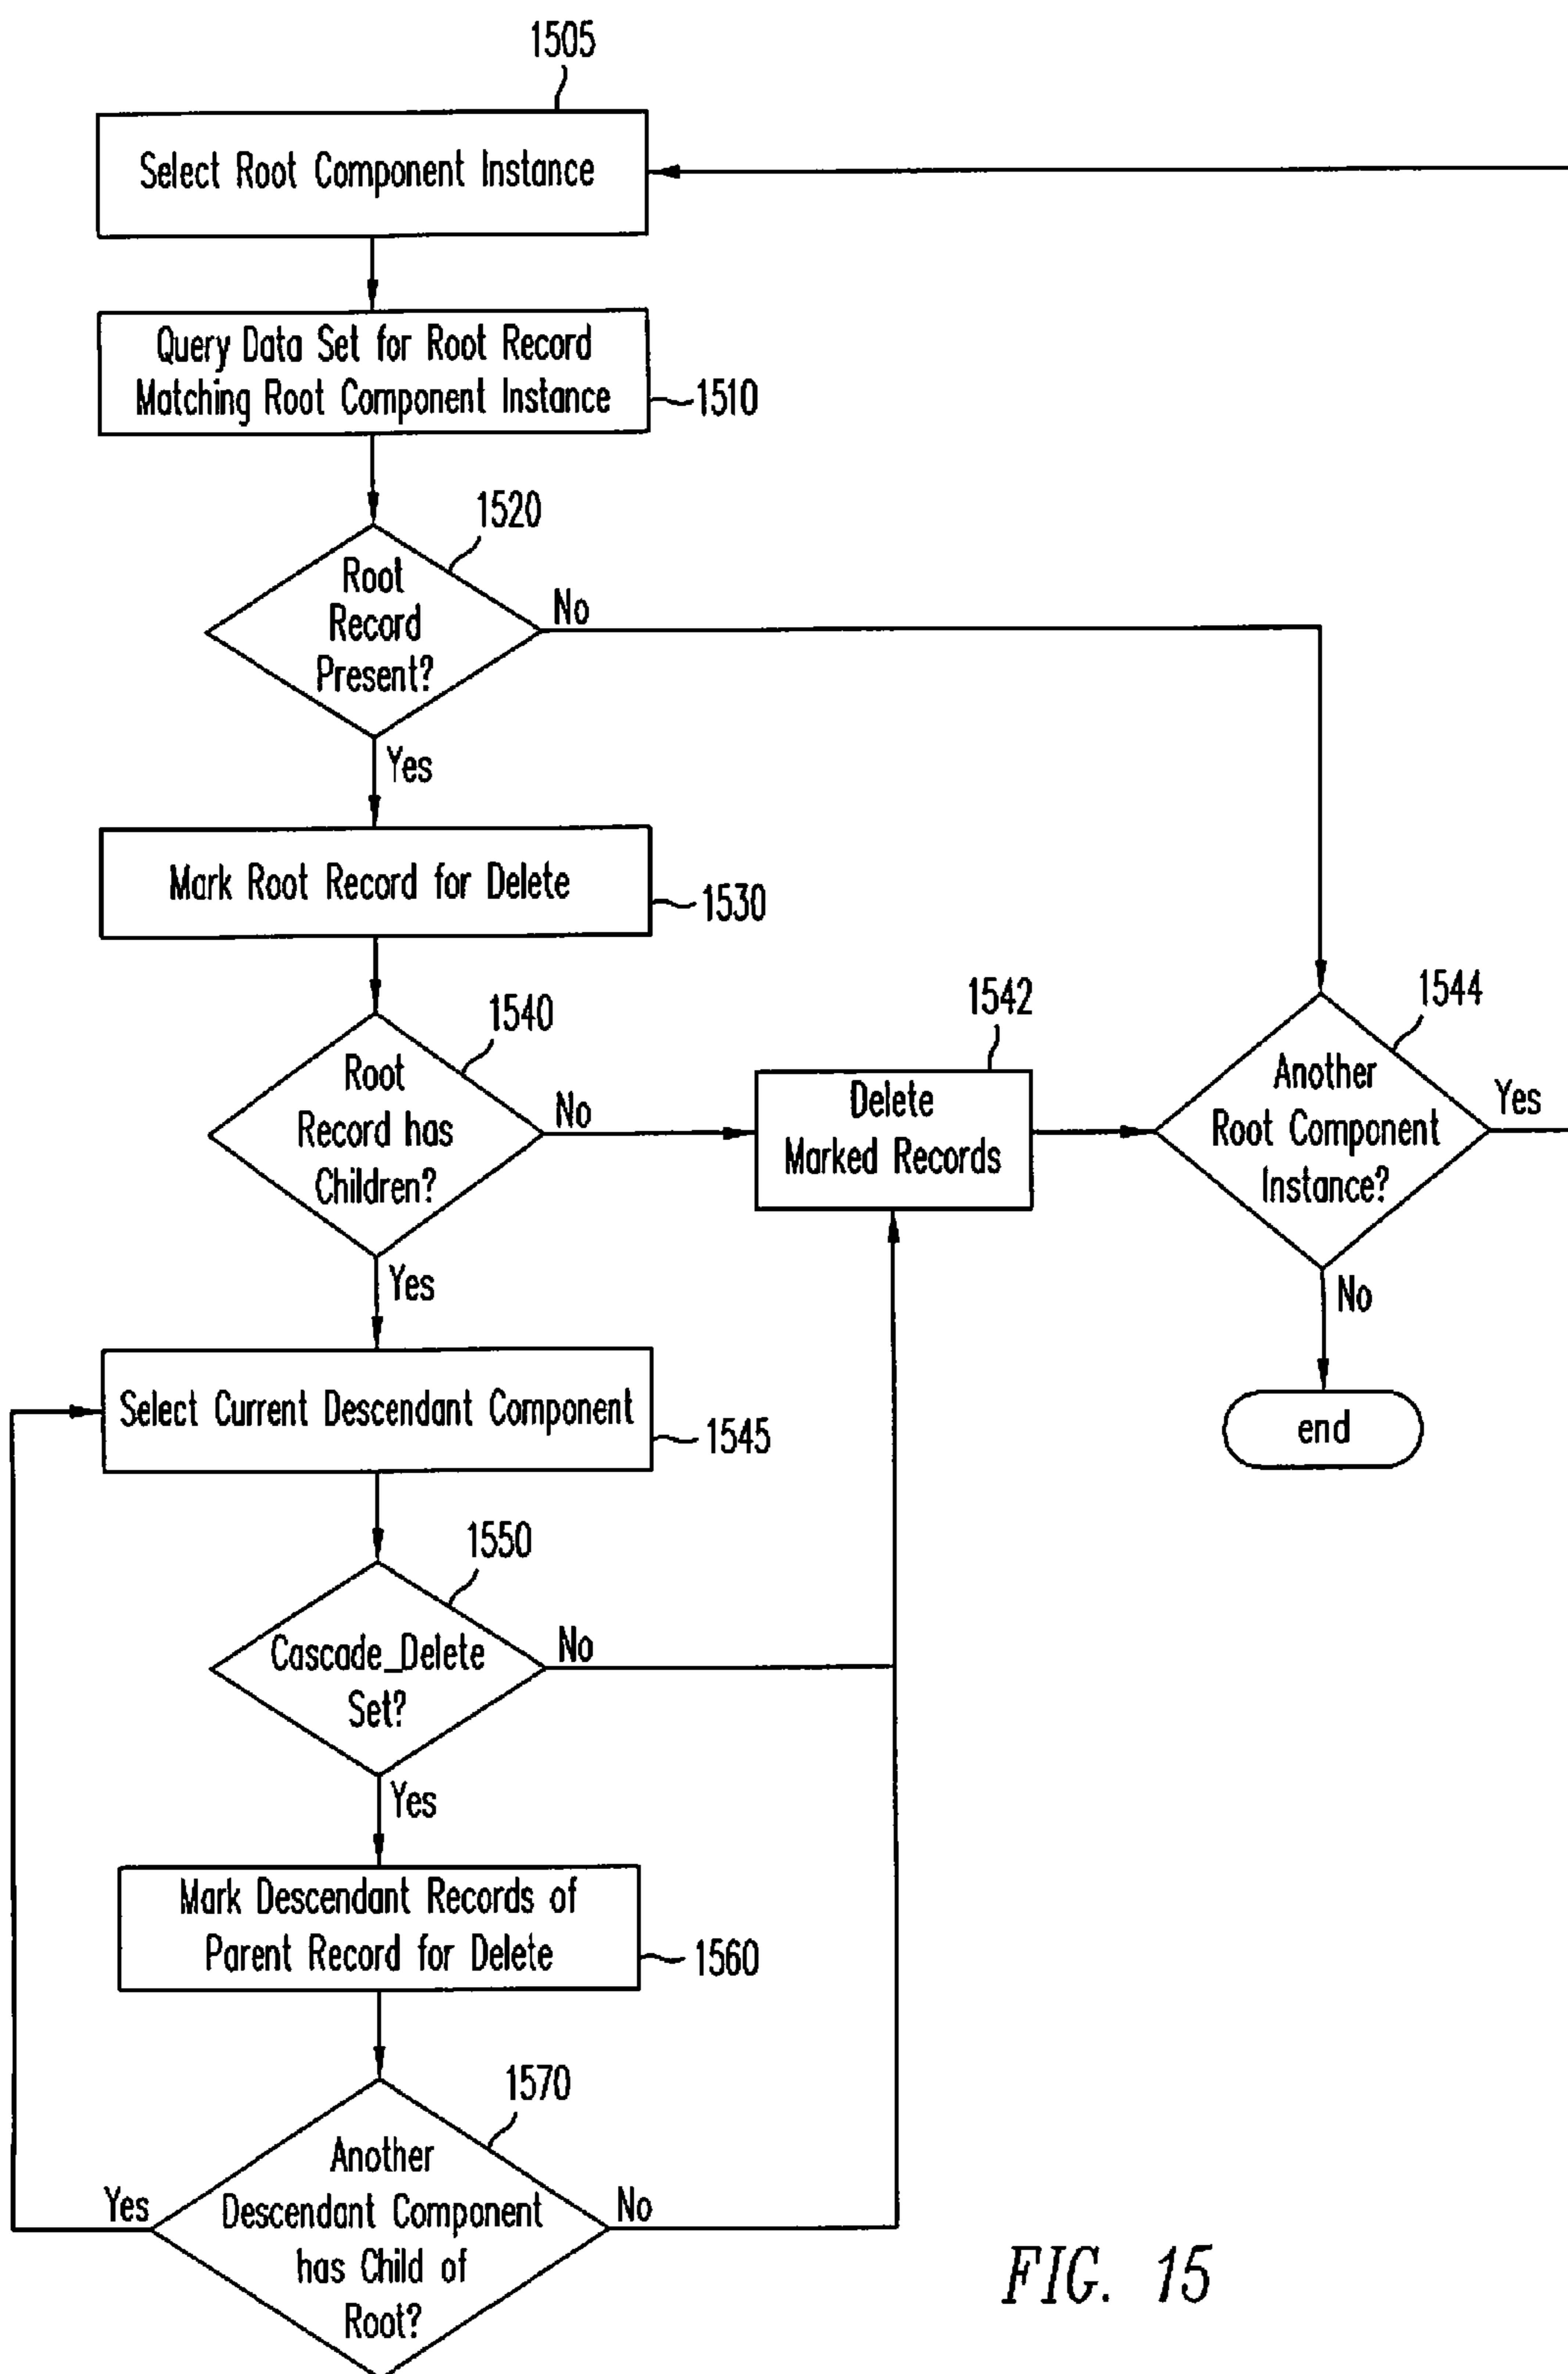 1505
Select Root Component Instance
Query Data Set for Root Record
Matching Root Component Instance
1510
1520
Root
Record
Present?
No
Yes
Mark Root Record for Delete
1530
1540
Root
Record has
Children?
No
Yes
1542
Delete
Marked Records
1544
Another
Root Component
Instance?
Yes
No
end
Select Current Descendant Component
1545
1550
Cascade_Delete
Set?
No
Yes
Mark Descendant Records of
Parent Record for Delete
1560
1570
Another
Descendant Component
has Child of
Root?
Yes
No
FIG. 15